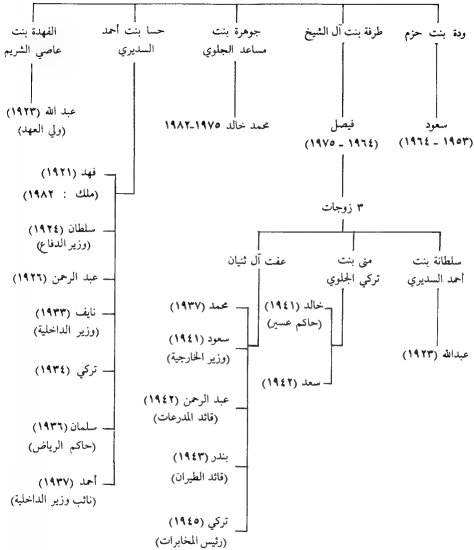 ودة بنت حزم
طرفة بنت آل الشيخ
جوهرة بنت
مساعد الجلوي
حسا بنت أحمد
السديري
الفهدة بنت
عاصي الشريم
سعود
(١٩٥٣ - ١٩٦٤)
فيصل
(١٩٦٤ - ١٩٧٥)
محمد خالد ١٩٧٥-١٩٨٢
عبد الله (١٩٢٣)
(ولي العهد)
٣ زوجات
سلطانة بنت
أحمد السديري
عبدالله (١٩٢٣)
منى بنت
تركي الجلوي
خالد (١٩٤١)
(حاكم عسير)
سعد (١٩٤٢)
عفت آل ثنيان
محمد (١٩٣٧)
سعود (١٩٤١)
(وزير الخارجية)
عبد الرحمن (١٩٤٢)
(قائد المدرعات)
بندر (١٩٤٣)
(قائد الطيران)
تركي (١٩٤٥)
(رئيس المخابرات)
فهد (١٩٢١)
(ملك : ١٩٨٢)
سلطان (١٩٢٤)
(وزير الدفاع)
عبد الرحمن (١٩٢٦)
نايف (١٩٣٣)
(وزير الداخلية)
تركي (١٩٣٤)
سلمان (١٩٣٦)
(حاكم الرياض)
أحمد (١٩٣٧)
(نائب وزير الداخلية)